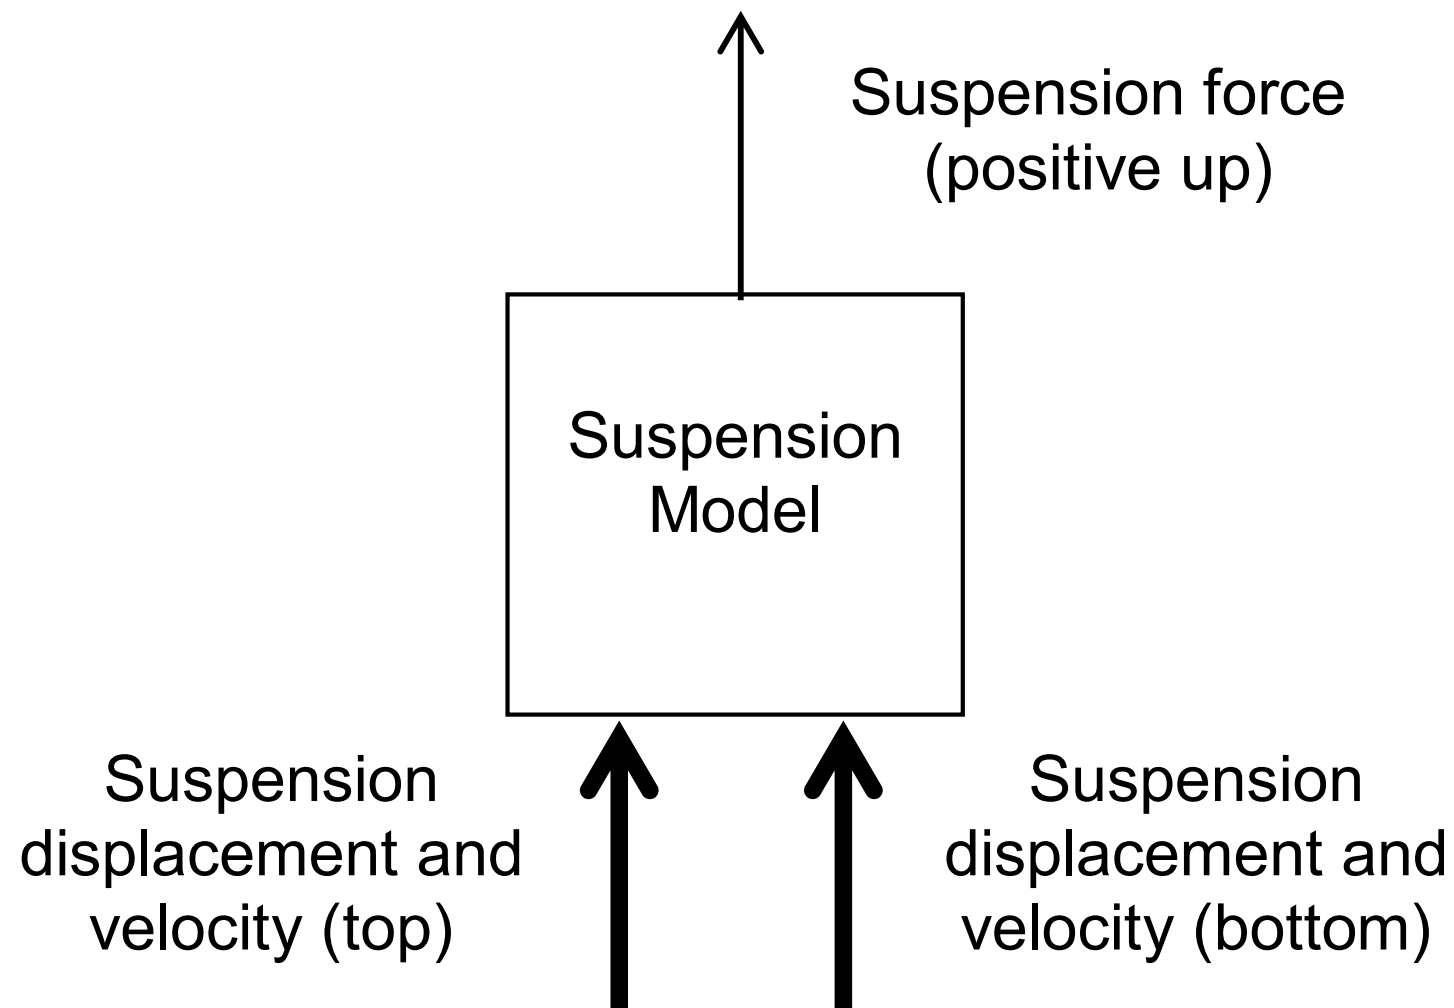 Suspension force
(positive up)
Suspension
Model
Suspension
displacement and
velocity (top)
Suspension
displacement and
velocity (bottom)